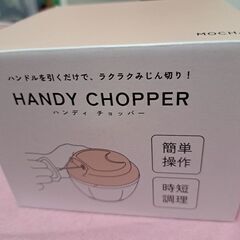 MOCH
ハンドルを引くだけで、ラクラクみじん切り！
HANDY CHOPPER
ハンディ チョッパー
簡単
操作
時短
調理